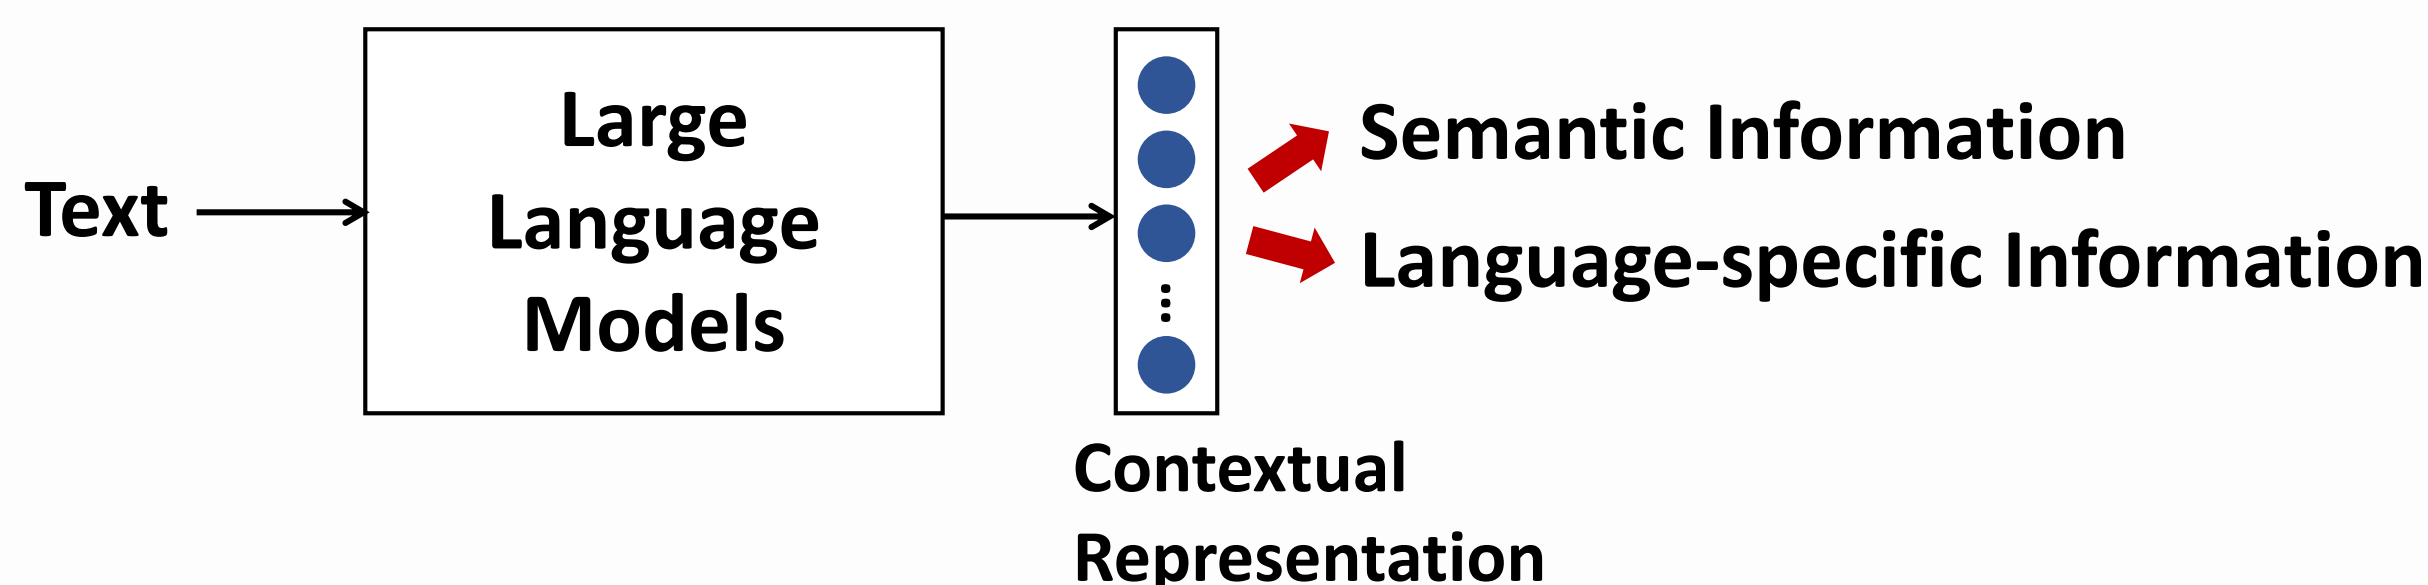 Text
Large
Language
Models
Semantic Information
Language-specific Information
Contextual
Representation